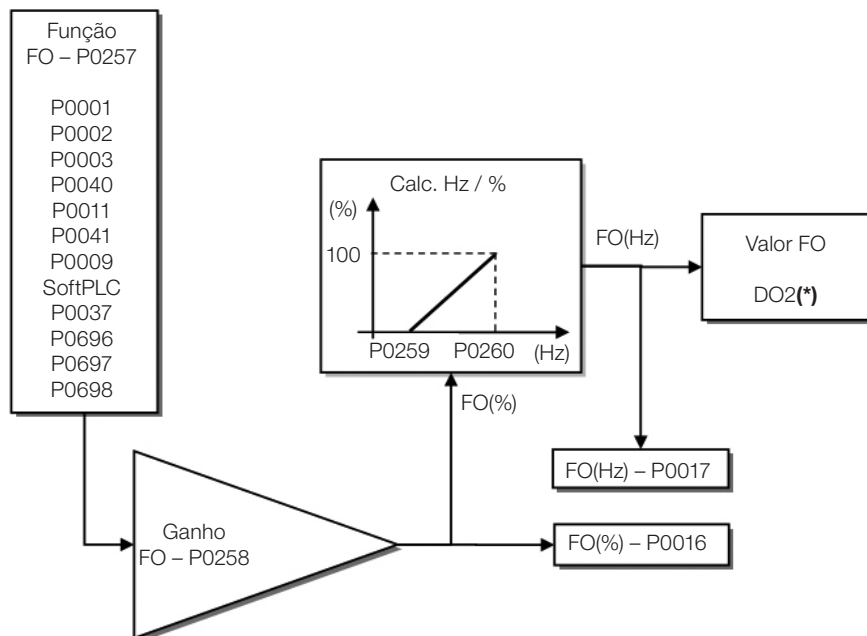 Função
FO – P0257
P0001
P0002
P0003
P0040
P0011
P0041
P0009
SoftPLC
P0037
P0696
P0697
P0698
Calc. Hz / %
(%)
100
P0259 P0260 (Hz)
FO(Hz)
Valor FO
DO2(*)
FO(%)
FO(Hz) – P0017
Ganho
FO – P0258
FO(%) – P0016